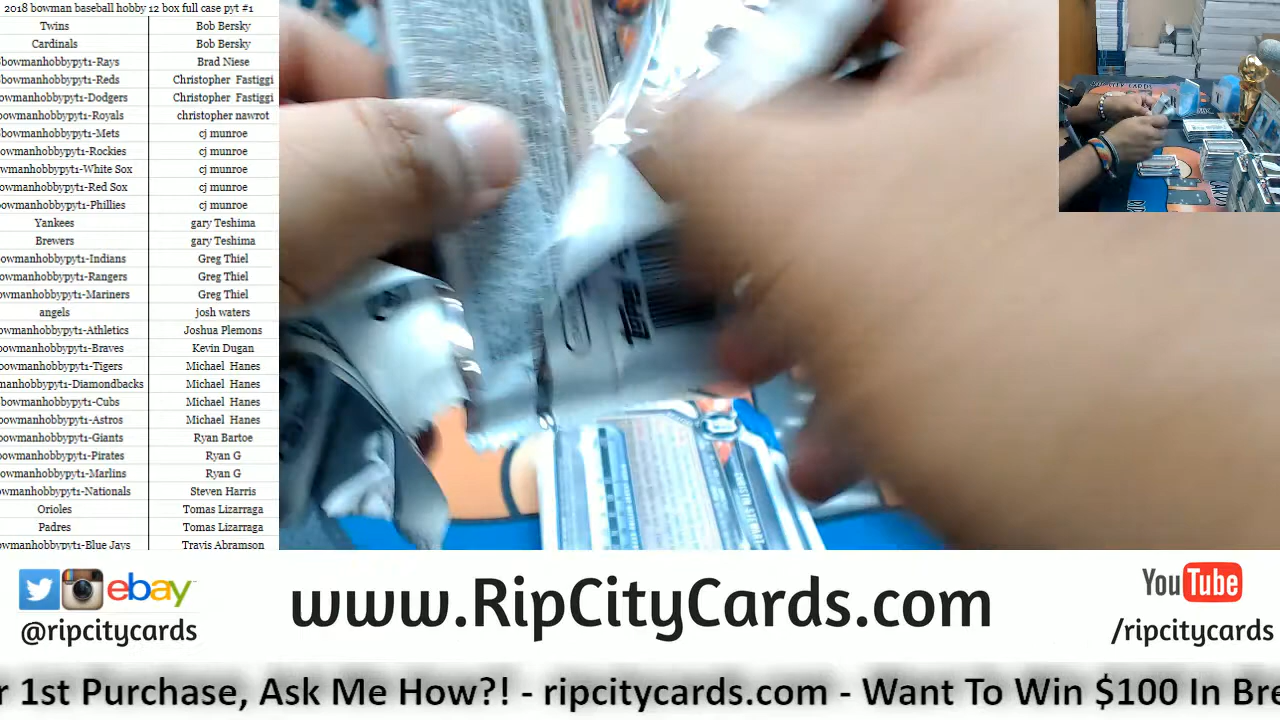 2018 bowman baseball hobby 12 box full case pyt #1
Twins Bob Bersky
Cardinals Bob Bersky
bowmanhobbypyt1-Rays Brad Niese
bowmanhobbypyt1-Reds Christopher Fastiggi
owmanhobbypyt1-Dodgers Christopher Fastiggi
owmanhobbypyt1-Royals christopher nawrot
bowmanhobbypyt1-Mets cj munroe
owmanhobbypyt1-Rockies cj munroe
wmanhobbypyt1-White Sox cj munroe
owmanhobbypyt1-Red Sox cj munroe
owmanhobbypyt1-Phillies cj munroe
Yankees gary Teshima
Brewers gary Teshima
owmanhobbypyt1-Indians Greg Thiel
owmanhobbypyt1-Rangers Greg Thiel
owmanhobbypyt1-Mariners Greg Thiel
angels josh waters
owmanhobbypyt1-Athletics Joshua Plemons
bowmanhobbypyt1-Braves Kevin Dugan
bowmanhobbypyt1-Tigers Michael Hanes
manhobbypyt1-Diamondbacks Michael Hanes
bowmanhobbypyt1-Cubs Michael Hanes
owmanhobbypyt1-Astros Michael Hanes
owmanhobbypyt1-Giants Ryan Bartoe
owmanhobbypyt1-Pirates Ryan G
owmanhobbypyt1-Marlins Ryan G
owmanhobbypyt1-Nationals Steven Harris
Orioles Tomas Lizarraga
Padres Tomas Lizarraga
owmanhobbypyt1-Blue Jays Travis Abramson
CHRISTIN STEWART
ebay
@ripcitycards
www.RipCityCards.com
YouTube
/ripcitycards
r 1st Purchase, Ask Me How?! - ripcitycards.com - Want To Win $100 In Bre